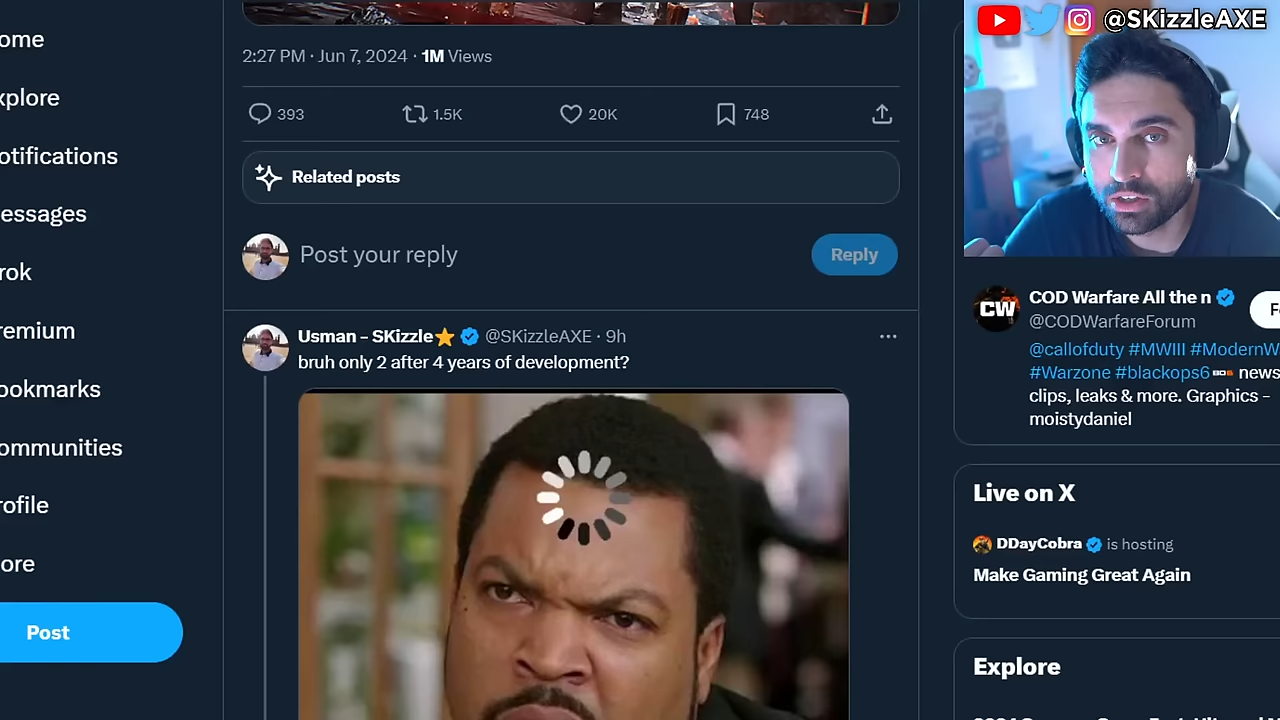 @SKizzleAXE
ome
xplore
otifications
essages
rok
remium
ookmarks
ommunities
rofile
ore
Post
2:27 PM · Jun 7, 2024 · 1M Views
393
1.5K
20K
748
Related posts
Post your reply
Reply
Usman – SKizzle⭐ @SKizzleAXE · 9h
bruh only 2 after 4 years of development?
CW
COD Warfare All the n
@CODWarfareForum
@callofduty #MWIII #ModernW
#Warzone #blackops6 news
clips, leaks & more. Graphics –
moistydaniel
Live on X
DDayCobra is hosting
Make Gaming Great Again
Explore